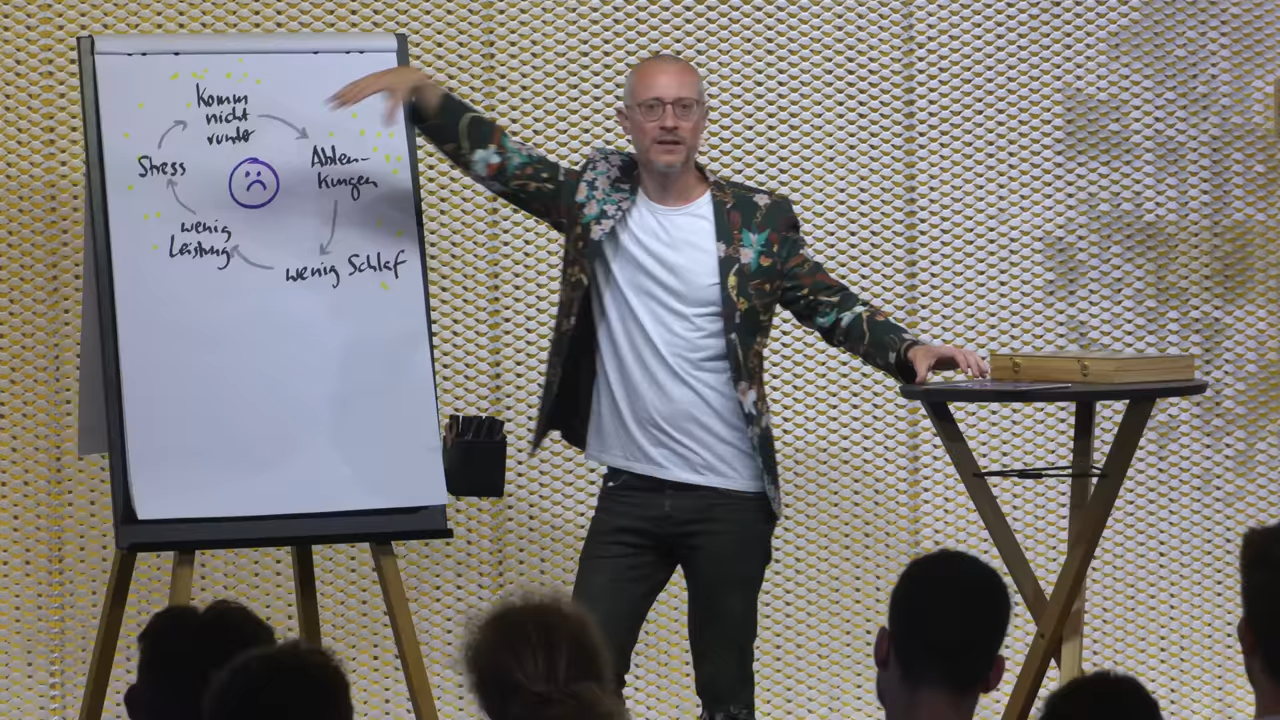 Komm
nicht
runter
Ablen-
kungen
wenig Schlaf
wenig
Leistung
Stress